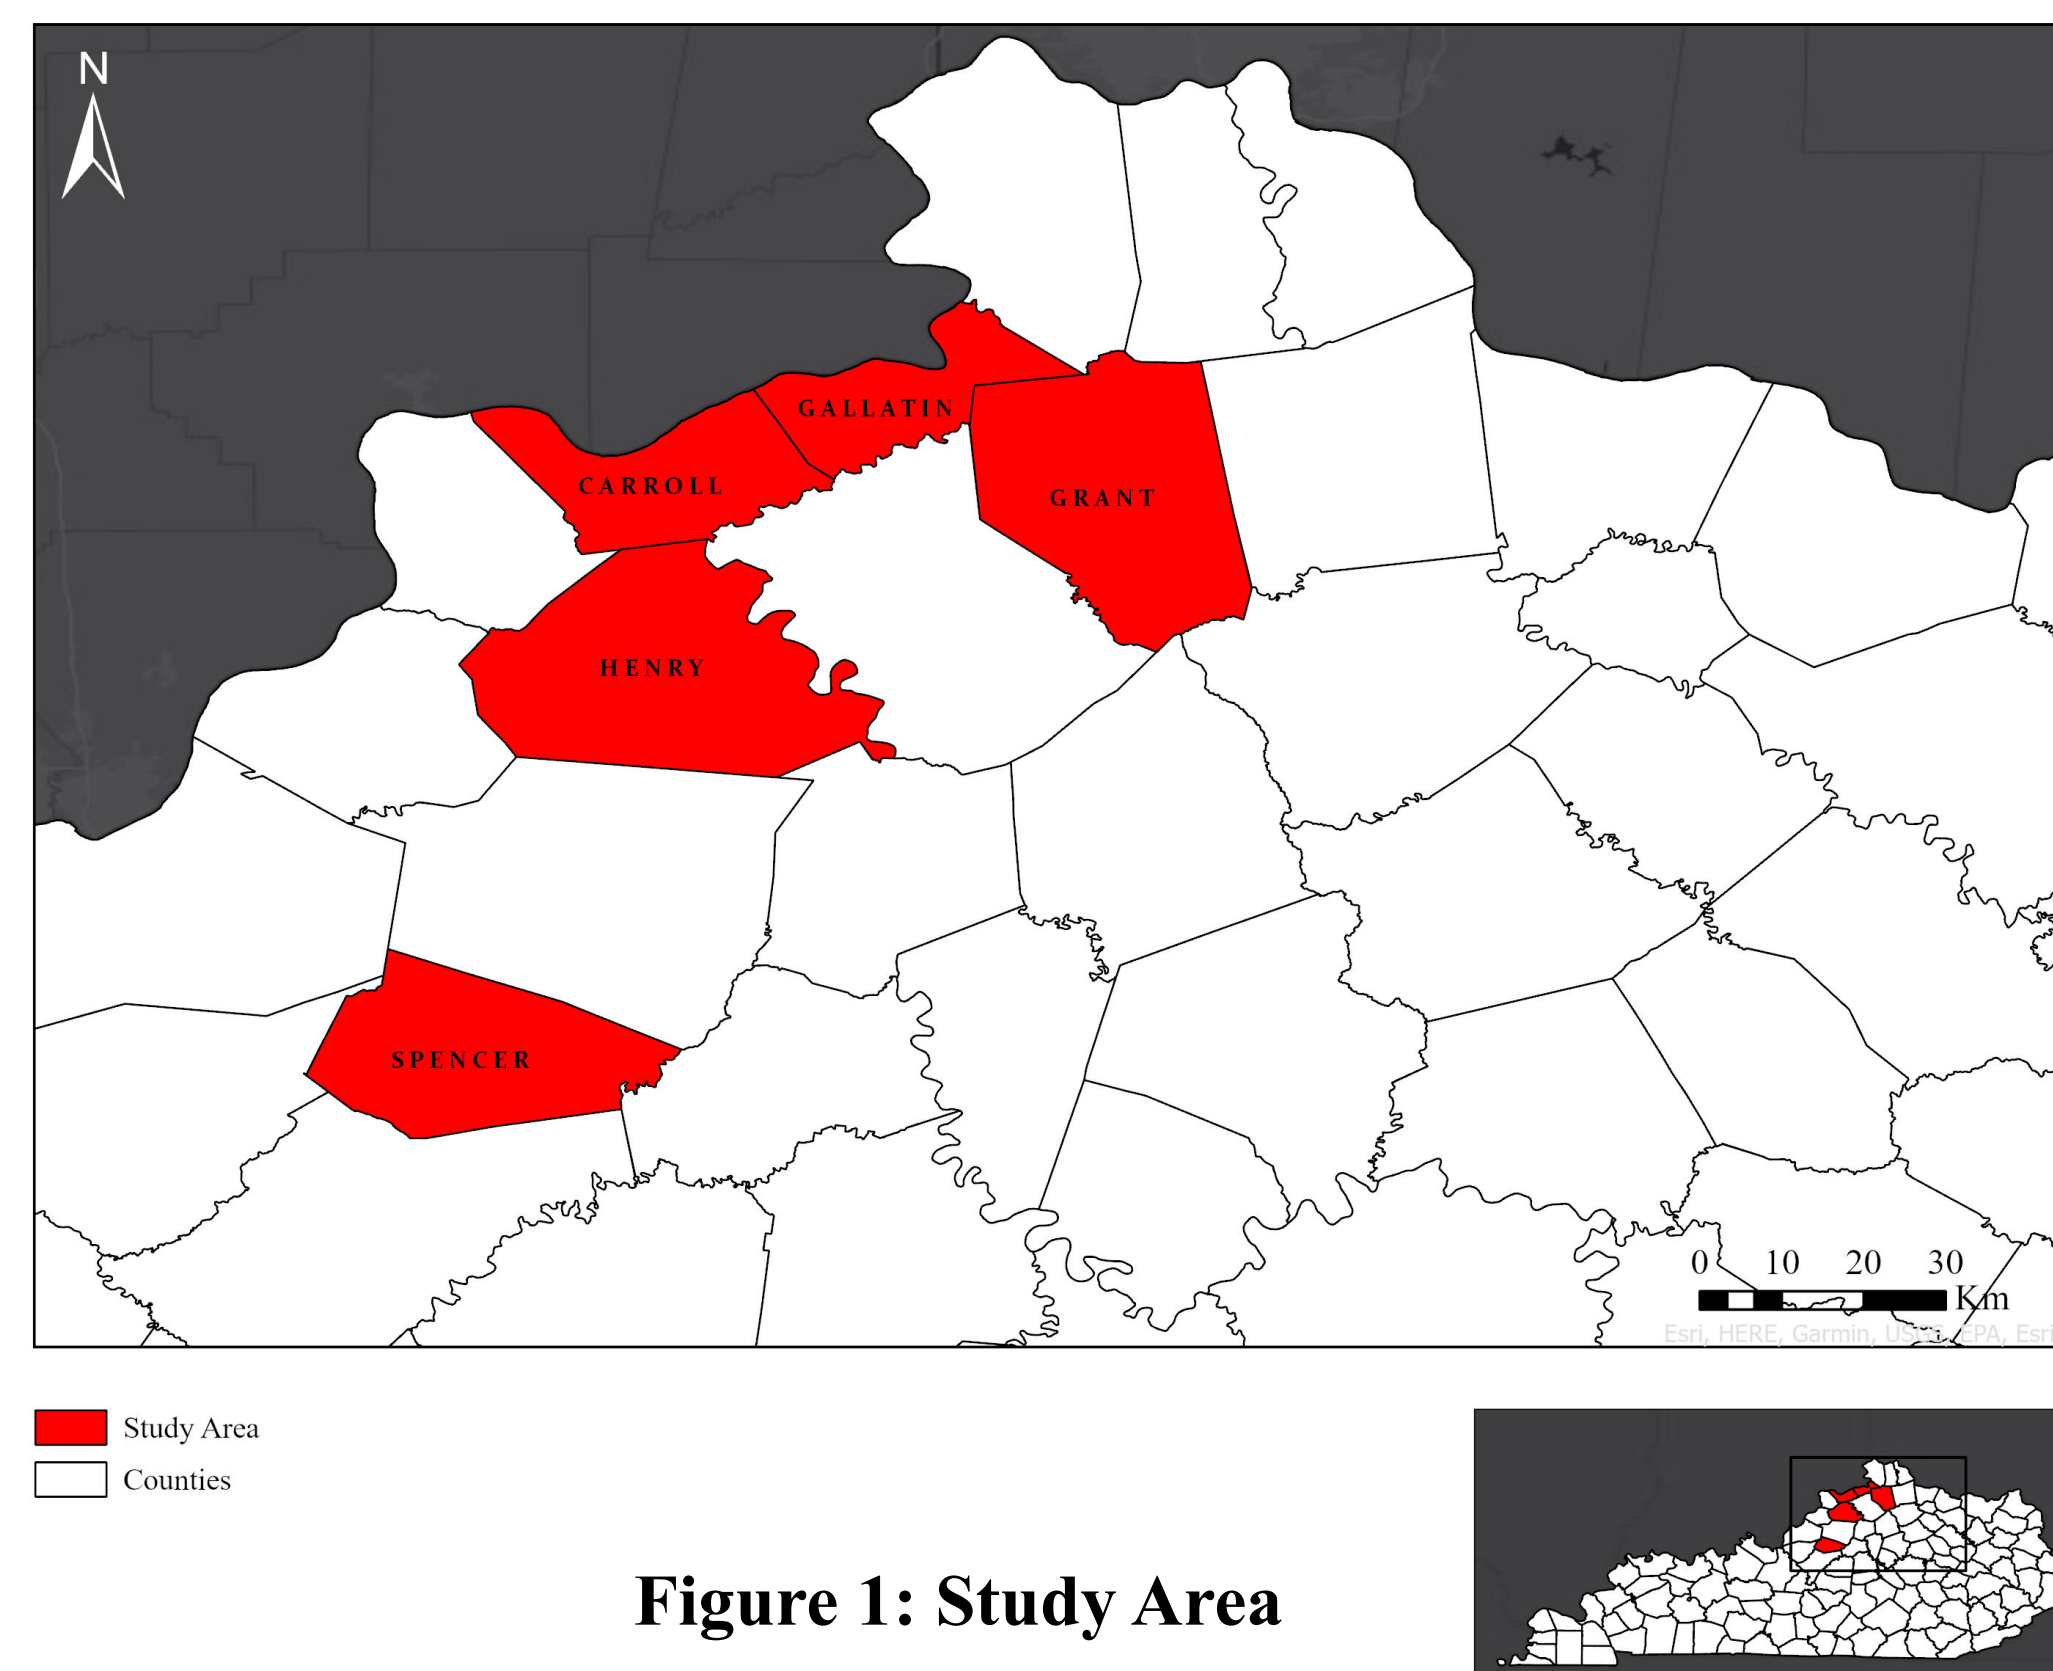 N
GALLATIN
CARROLL
GRANT
HENRY
SPENCER
0 10 20 30
Km
Esri, HERE, Garmin, USGS, EPA, Esri
Study Area
Counties
Figure 1: Study Area